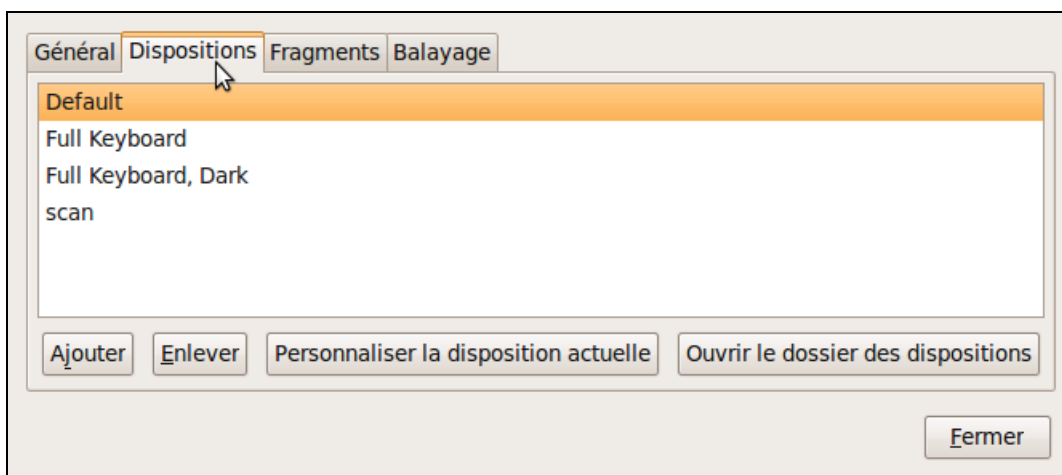 Général Dispositions Fragments Balayage
Default
Full Keyboard
Full Keyboard, Dark
scan
Ajouter Enlever Personnaliser la disposition actuelle Ouvrir le dossier des dispositions
Fermer